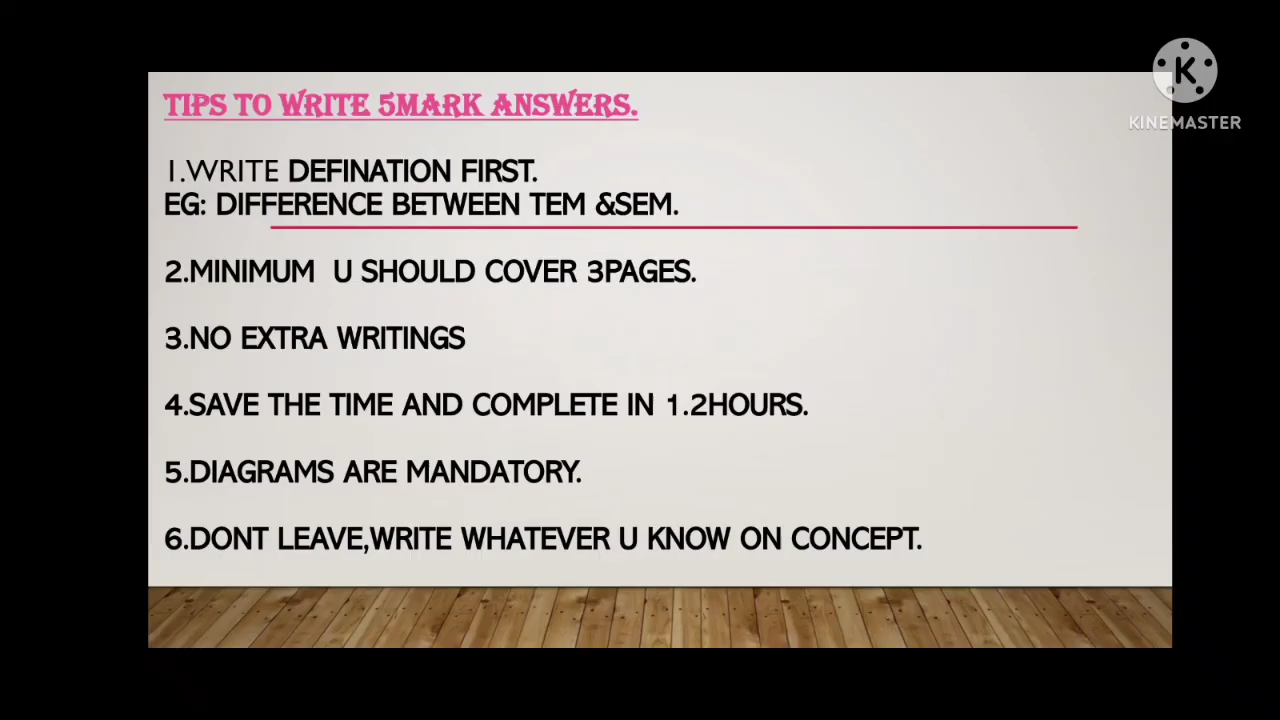 TIPS TO WRITE 5MARK ANSWERS.
1.WRITE DEFINATION FIRST.
EG: DIFFERENCE BETWEEN TEM &SEM.
2.MINIMUM U SHOULD COVER 3PAGES.
3.NO EXTRA WRITINGS
4.SAVE THE TIME AND COMPLETE IN 1.2HOURS.
5.DIAGRAMS ARE MANDATORY.
6.DONT LEAVE,WRITE WHATEVER U KNOW ON CONCEPT.
K
KINEMASTER